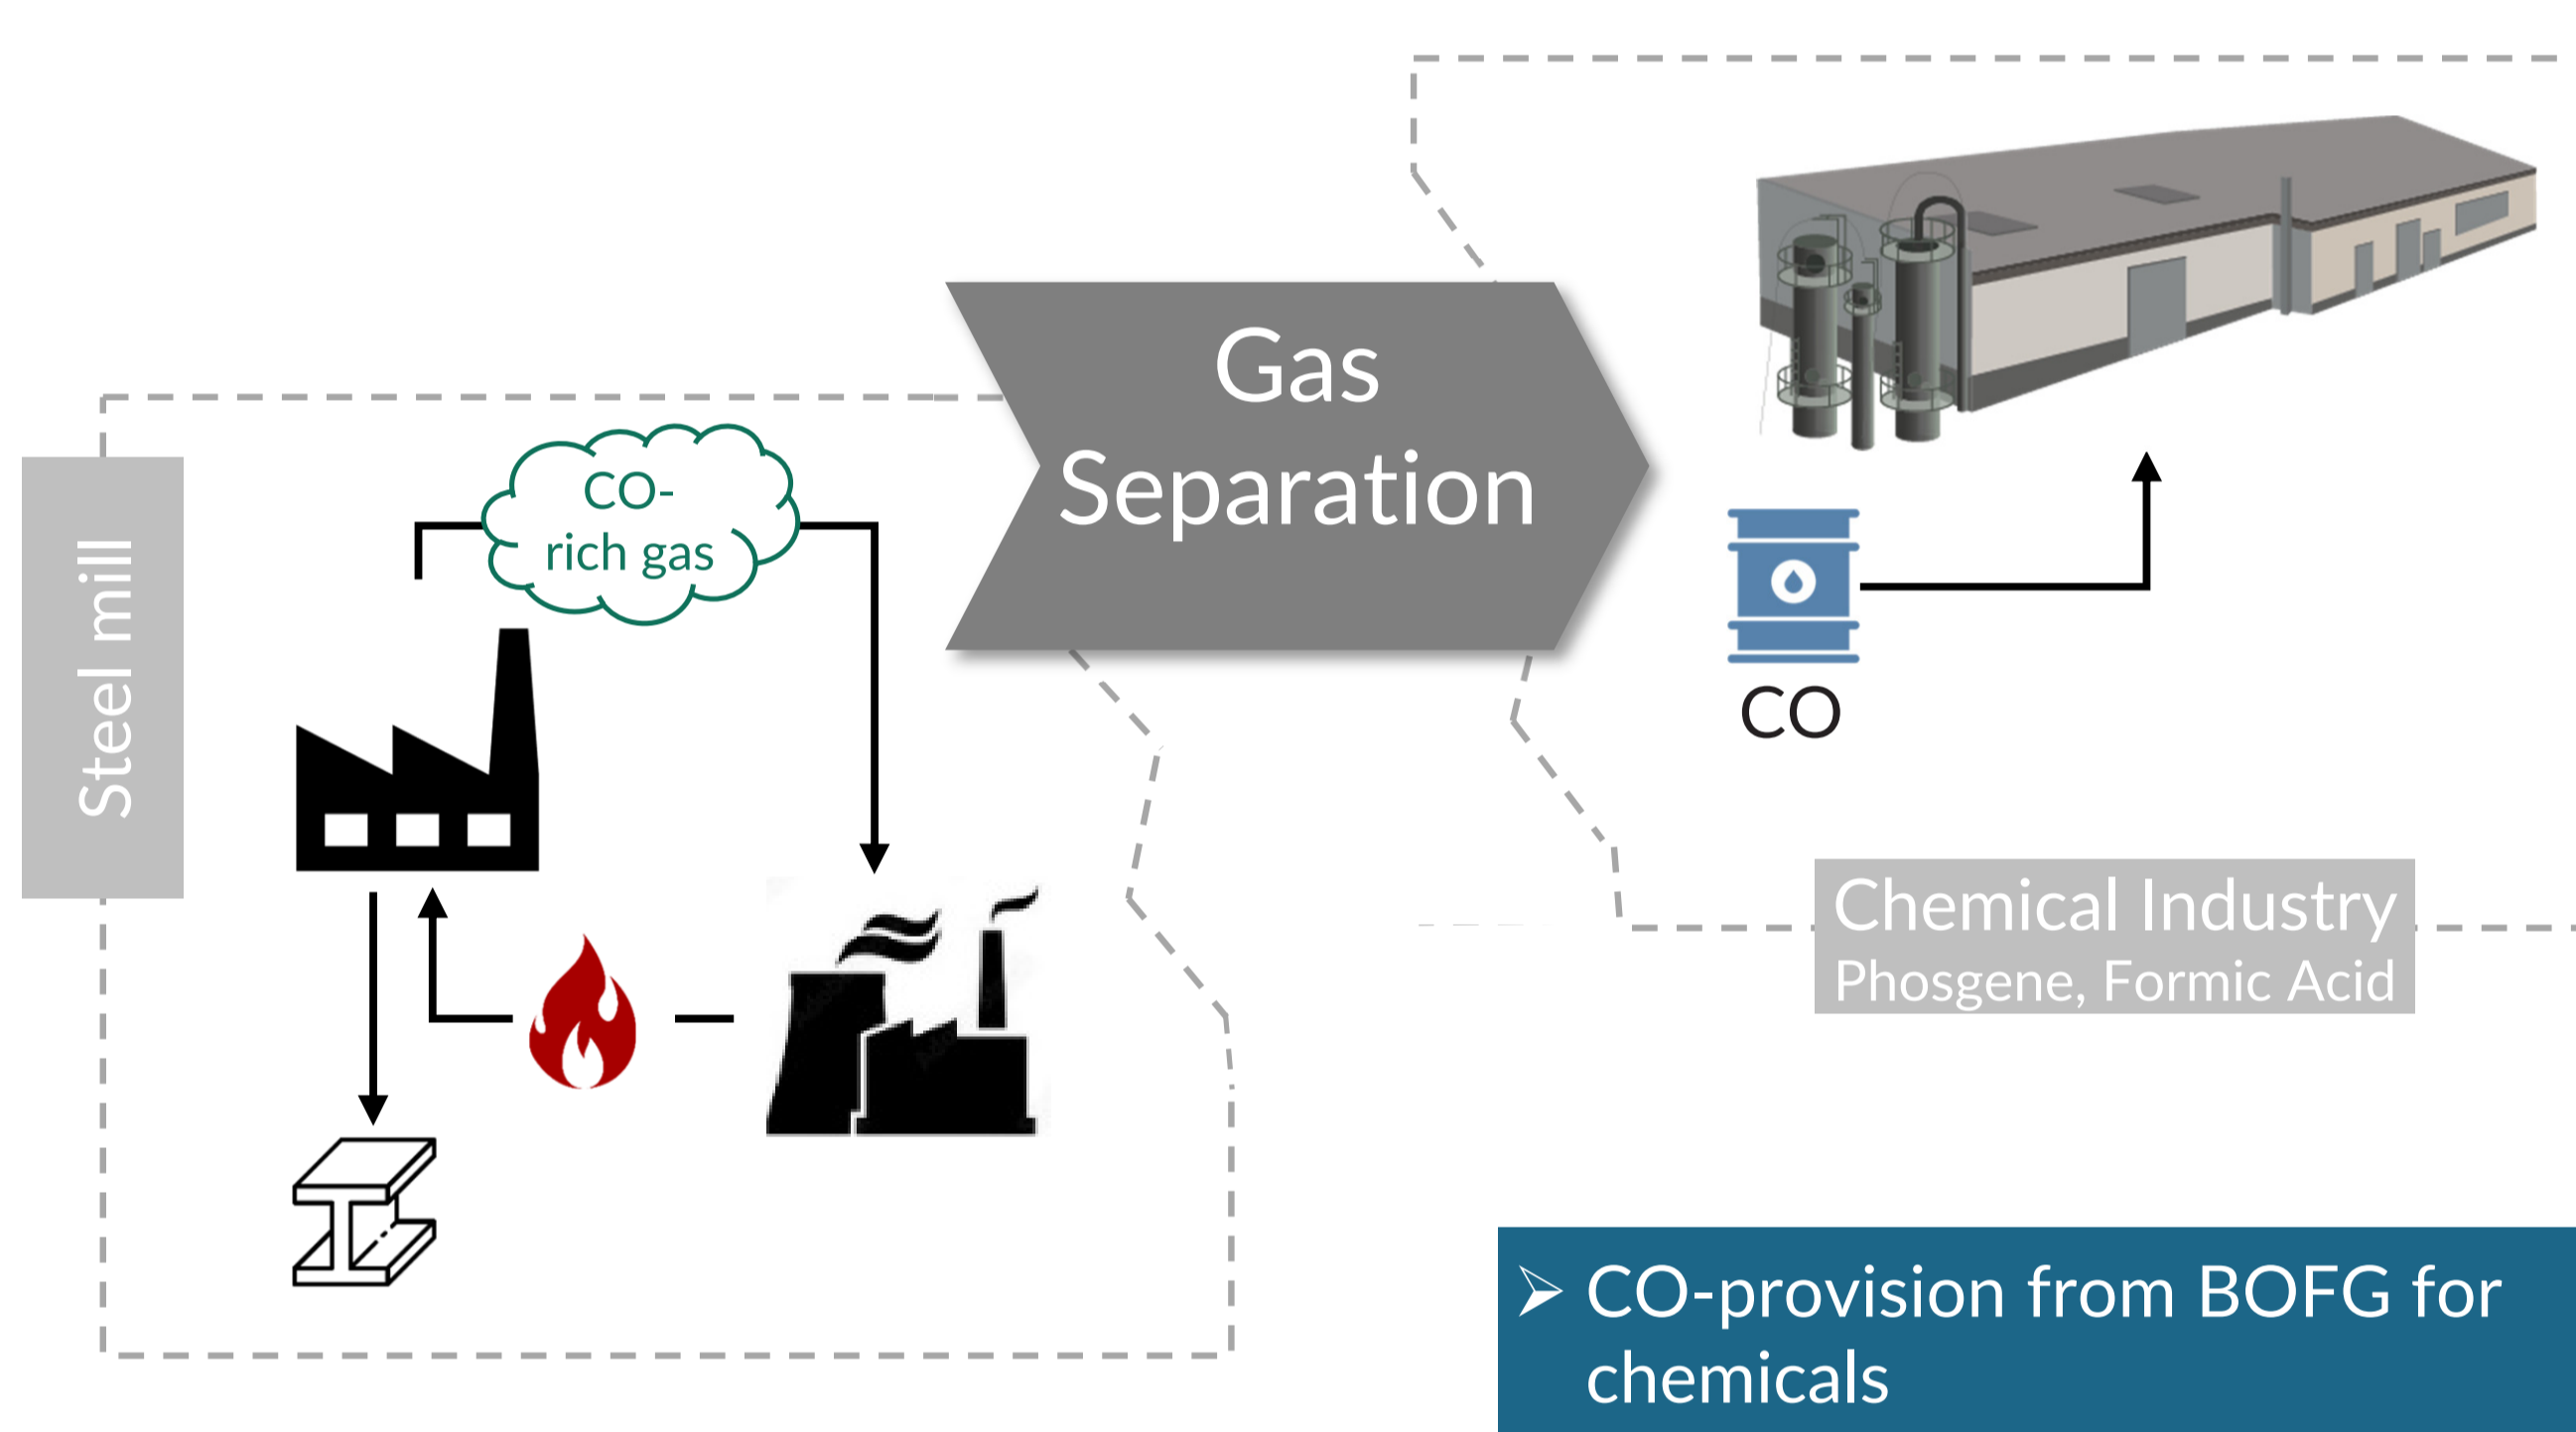 Steel mill
CO-
rich gas
Gas
Separation
CO
Chemical Industry
Phosgene, Formic Acid
CO-provision from BOFG for
chemicals